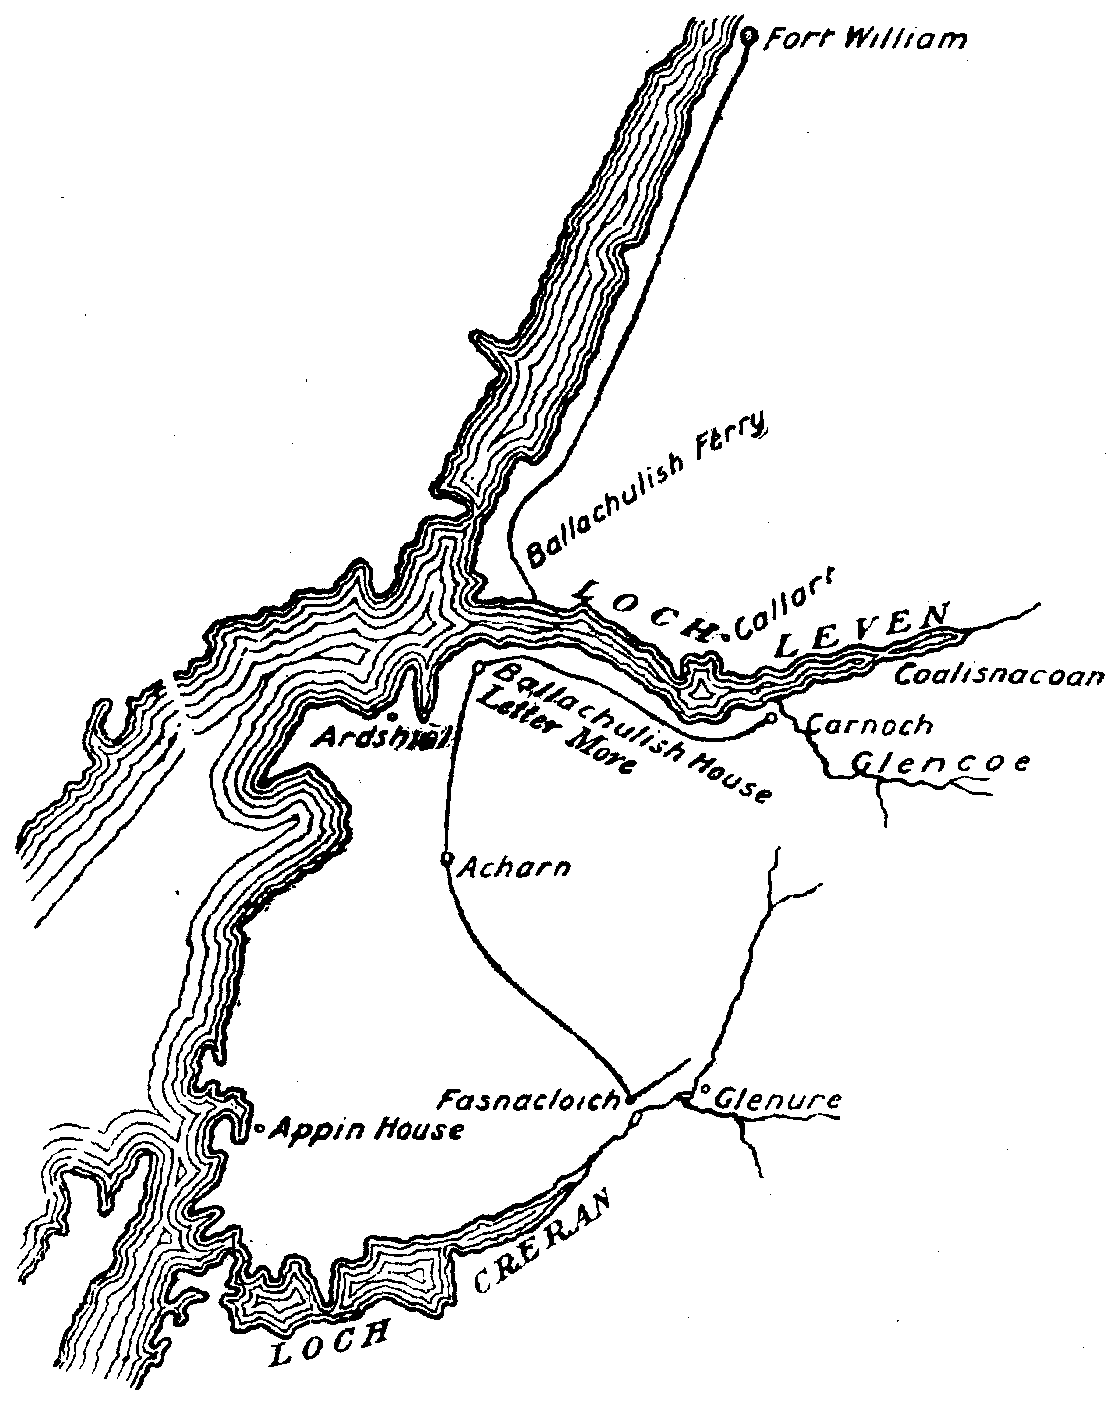 Fort William
Ballachulish Ferry
LOCH LEVEN
Callart
Coalisnacoan
Ballachulish House
Letter More
Carnoch
Glencoe
Acharn
Fasnacloich
Glenure
Appin House
LOCH CRERAN